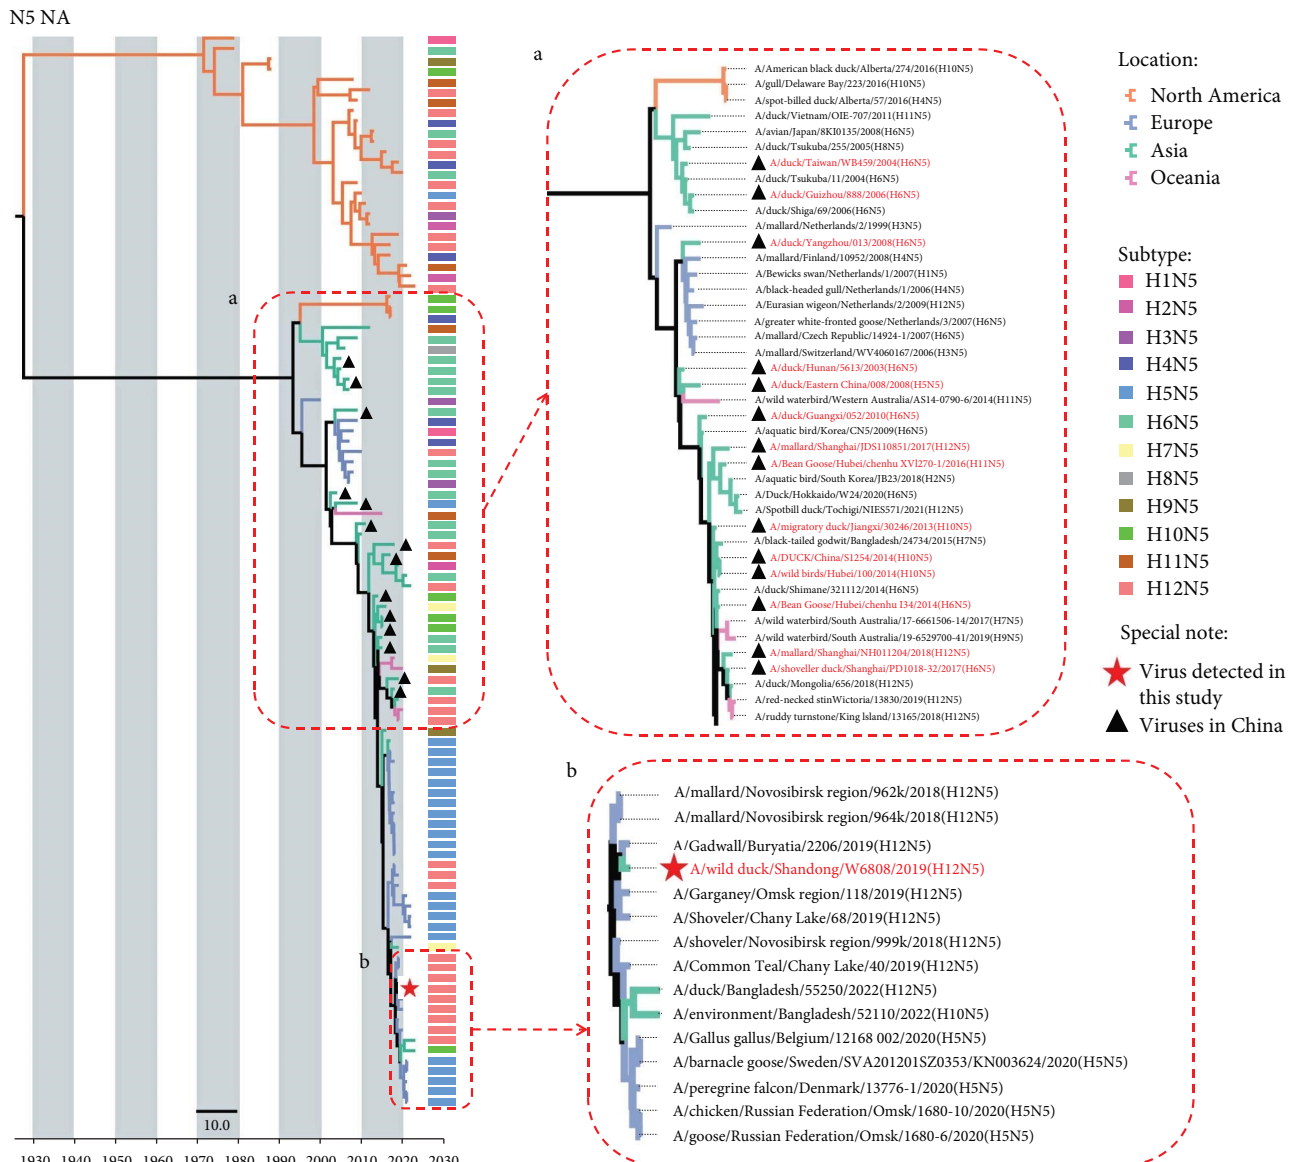 N5 NA
a
A/American black duck/Alberta/274/2016(H10N5)
A/gull/Delaware Bay/223/2016(H10N5)
A/spot-billed duck/Alberta/57/2016(H4N5)
A/duck/Vietnam/OIE-707/2011(H11N5)
A/avian/Japan/8KI0135/2008(H6N5)
A/duck/Tsukuba/255/2005(H8N5)
A/duck/Taiwan/WB459/2004(H6N5)
A/duck/Tsukuba/11/2004(H6N5)
A/duck/Guizhou/888/2006(H6N5)
A/duck/Shiga/69/2006(H6N5)
A/mallard/Netherlands/2/1999(H3N5)
A/duck/Yangzhou/013/2008(H6N5)
A/mallard/Finland/10952/2008(H4N5)
A/Bewicks swan/Netherlands/1/2007(H1N5)
A/black-headed gull/Netherlands/1/2006(H4N5)
A/Eurasian wigeon/Netherlands/2/2009(H12N5)
A/greater white-fronted goose/Netherlands/3/2007(H6N5)
A/mallard/Czech Republic/14924-1/2007(H6N5)
A/mallard/Switzerland/WV4060167/2006(H3N5)
A/duck/Hunan/5613/2003(H6N5)
A/duck/Eastern China/008/2008(H5N5)
A/wild waterbird/Western Australia/AS14-0790-6/2014(H11N5)
A/duck/Guangxi/052/2010(H6N5)
A/aquatic bird/Korea/CN5/2009(H6N5)
A/mallard/Shanghai/JDS110851/2017(H12N5)
A/Bean Goose/Hubei/chenhu XVl270-1/2016(H11N5)
A/aquatic bird/South Korea/JB23/2018(H2N5)
A/Duck/Hokkaido/W24/2020(H6N5)
A/Spotbill duck/Tochigi/NIES571/2021(H12N5)
A/migratory duck/Jiangxi/30246/2013(H10N5)
A/black-tailed godwit/Bangladesh/24734/2015(H7N5)
A/DUCK/China/S1254/2014(H10N5)
A/wild birds/Hubei/100/2014(H10N5)
A/duck/Shimane/321112/2014(H6N5)
A/Bean Goose/Hubei/chenhu I34/2014(H6N5)
A/wild waterbird/South Australia/17-6661506-14/2017(H7N5)
A/wild waterbird/South Australia/19-6529700-41/2019(H9N5)
A/mallard/Shanghai/NH011204/2018(H12N5)
A/shoveller duck/Shanghai/PD1018-32/2017(H6N5)
A/duck/Mongolia/656/2018(H12N5)
A/red-necked stinWictoria/13830/2019(H12N5)
A/ruddy turnstone/King lsland/13165/2018(H12N5)
Location:
North America
Europe
Asia
Oceania
Subtype:
H1N5
H2N5
H3N5
H4N5
H5N5
H6N5
H7N5
H8N5
H9N5
H10N5
H11N5
H12N5
Special note:
Virus detected in
this study
Viruses in China
a
b
b
A/mallard/Novosibirsk region/962k/2018(H12N5)
A/mallard/Novosibirsk region/964k/2018(H12N5)
A/Gadwall/Buryatia/2206/2019(H12N5)
A/wild duck/Shandong/W6808/2019(H12N5)
A/Garganey/Omsk region/118/2019(H12N5)
A/Shoveler/Chany Lake/68/2019(H12N5)
A/shoveler/Novosibirsk region/999k/2018(H12N5)
A/Common Teal/Chany Lake/40/2019(H12N5)
A/duck/Bangladesh/55250/2022(H12N5)
A/environment/Bangladesh/52110/2022(H10N5)
A/Gallus gallus/Belgium/12168 002/2020(H5N5)
A/barnacle goose/Sweden/SVA201201SZ0353/KN003624/2020(H5N5)
A/peregrine falcon/Denmark/13776-1/2020(H5N5)
A/chicken/Russian Federation/Omsk/1680-10/2020(H5N5)
A/goose/Russian Federation/Omsk/1680-6/2020(H5N5)
10.0
1930 1940 1950 1960 1970 1980 1990 2000 2010 2020 2030